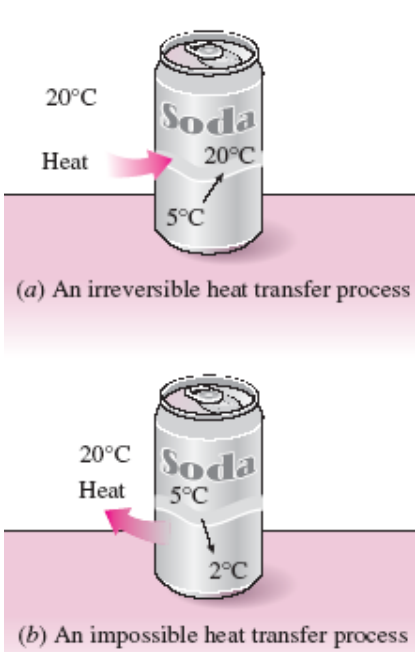 20°C
Soda
Heat
20°C
5°C
(a) An irreversible heat transfer process
20°C
Soda
Heat
5°C
2°C
(b) An impossible heat transfer process